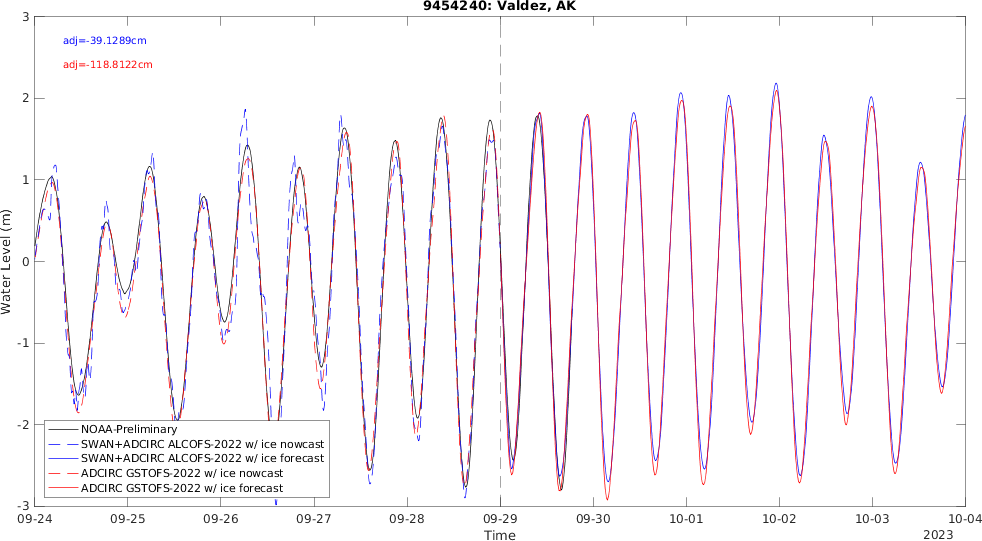 9454240: Valdez, AK
adj=-39.1289cm
adj=-118.8122cm
3
2
1
0
-1
-2
-3
Water Level (m)
NOAA-Preliminary
SWAN+ADCIRC ALCOFS-2022 w/ ice nowcast
SWAN+ADCIRC ALCOFS-2022 w/ ice forecast
ADCIRC GSTOFS-2022 w/ ice nowcast
ADCIRC GSTOFS-2022 w/ ice forecast
09-24 09-25 09-26 09-27 09-28 09-29 09-30 10-01 10-02 10-03 10-04
Time
2023